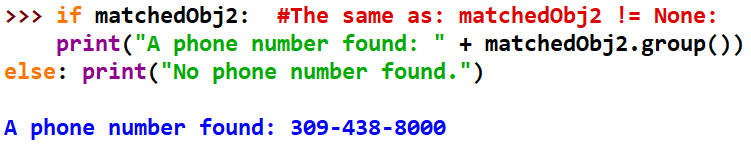 >>> if matchedObj2:  #The same as: matchedObj2 != None:
    print("A phone number found: " + matchedObj2.group())
else: print("No phone number found.")
A phone number found: 309-438-8000